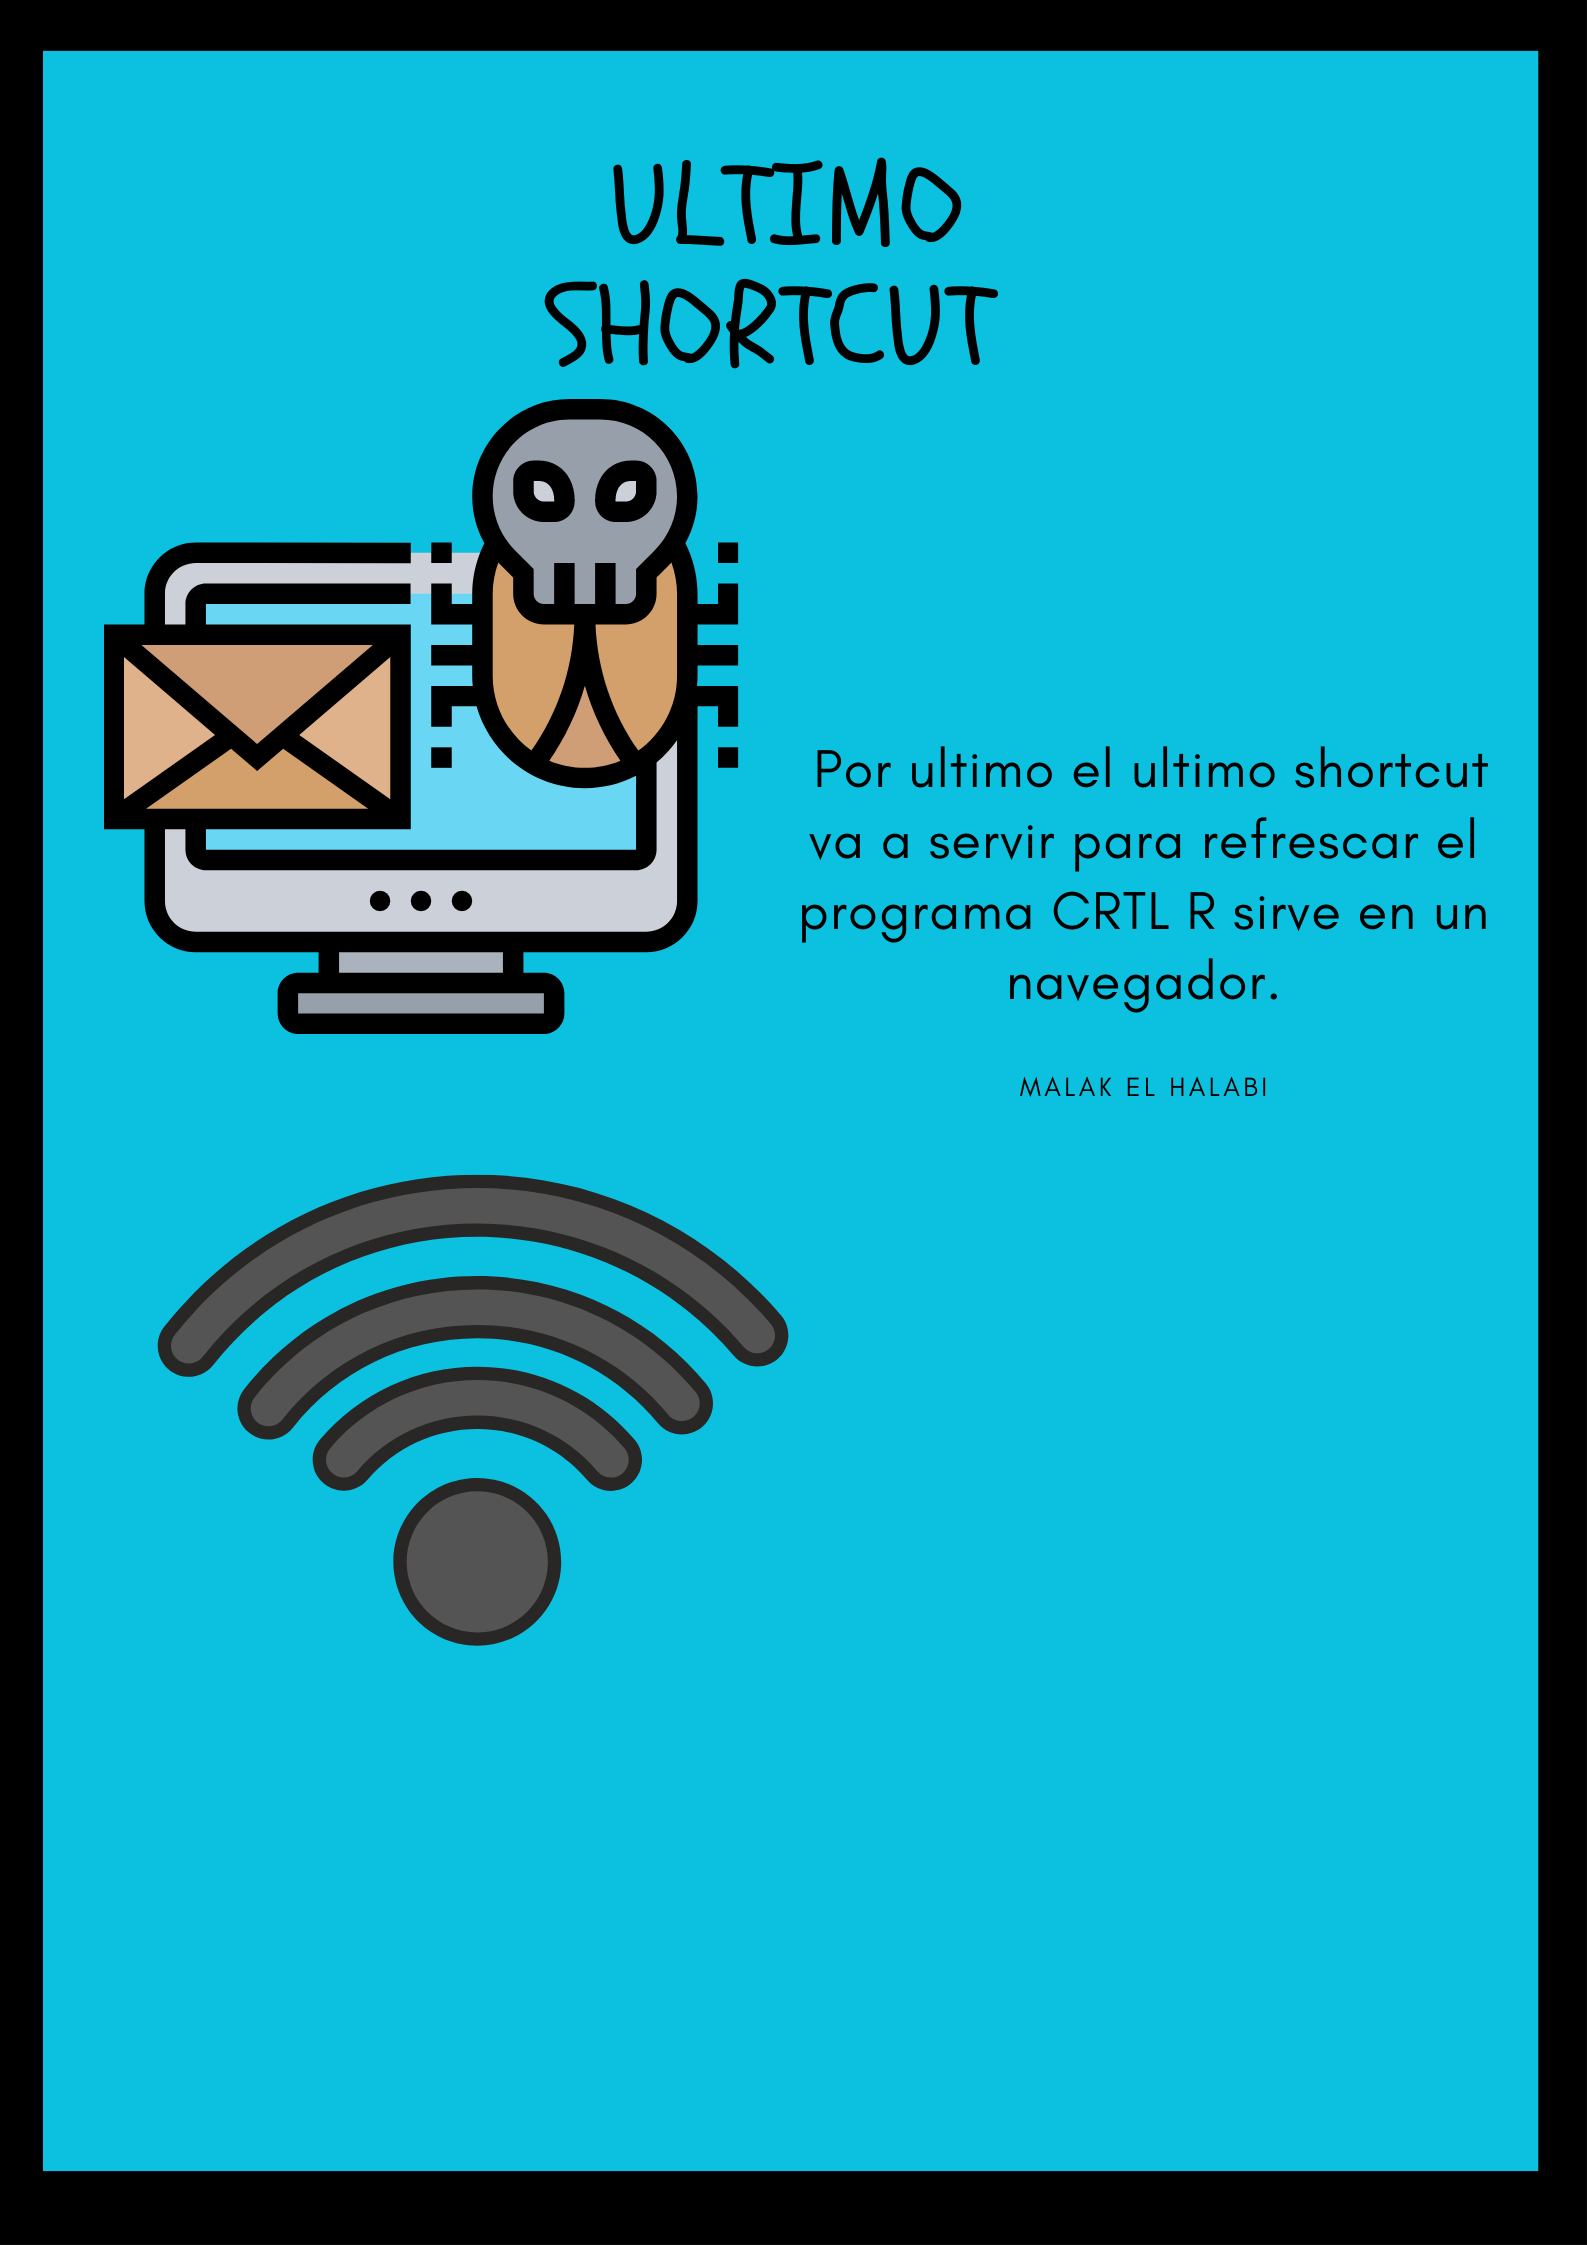 ULTIMO
SHORTCUT
Por ultimo el ultimo shortcut
va a servir para refrescar el
programa CRTL R sirve en un
navegador.
MALAK EL HALABI